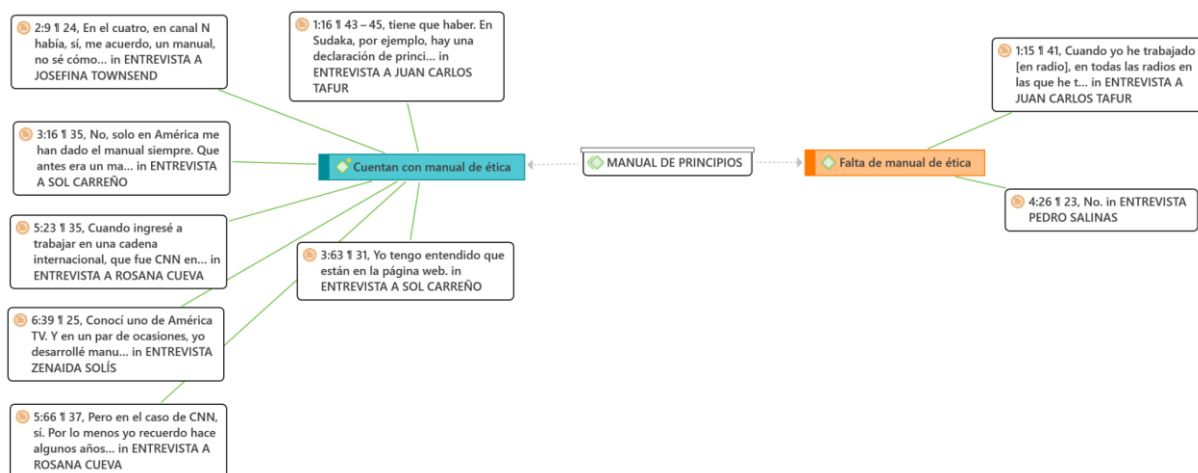 2:9 ¶ 24, En el cuatro, en canal N
había, sí, me acuerdo, un manual,
no sé cómo... in ENTREVISTA A
JOSEFINA TOWNSEND
1:16 ¶ 43 – 45, tiene que haber. En
Sudaka, por ejemplo, hay una
declaración de princi... in
ENTREVISTA A JUAN CARLOS
TAFUR
1:15 ¶ 41, Cuando yo he trabajado
[en radio], en todas las radios en
las que he t... in ENTREVISTA A
JUAN CARLOS TAFUR
3:16 ¶ 35, No, solo en América me
han dado el manual siempre. Que
antes era un ma... in ENTREVISTA
A SOL CARREÑO
Cuentan con manual de ética
MANUAL DE PRINCIPIOS
Falta de manual de ética
4:26 ¶ 23, No. in ENTREVISTA
PEDRO SALINAS
5:23 ¶ 35, Cuando ingresé a
trabajar en una cadena
internacional, que fue CNN en... in
ENTREVISTA A ROSANA CUEVA
3:63 ¶ 31, Yo tengo entendido que
están en la página web. in
ENTREVISTA A SOL CARREÑO
6:39 ¶ 25, Conocí uno de América
TV. Y en un par de ocasiones, yo
desarrollé manu... in ENTREVISTA
ZENAIDA SOLÍS
5:66 ¶ 37, Pero en el caso de CNN,
sí. Por lo menos yo recuerdo hace
algunos años... in ENTREVISTA A
ROSANA CUEVA